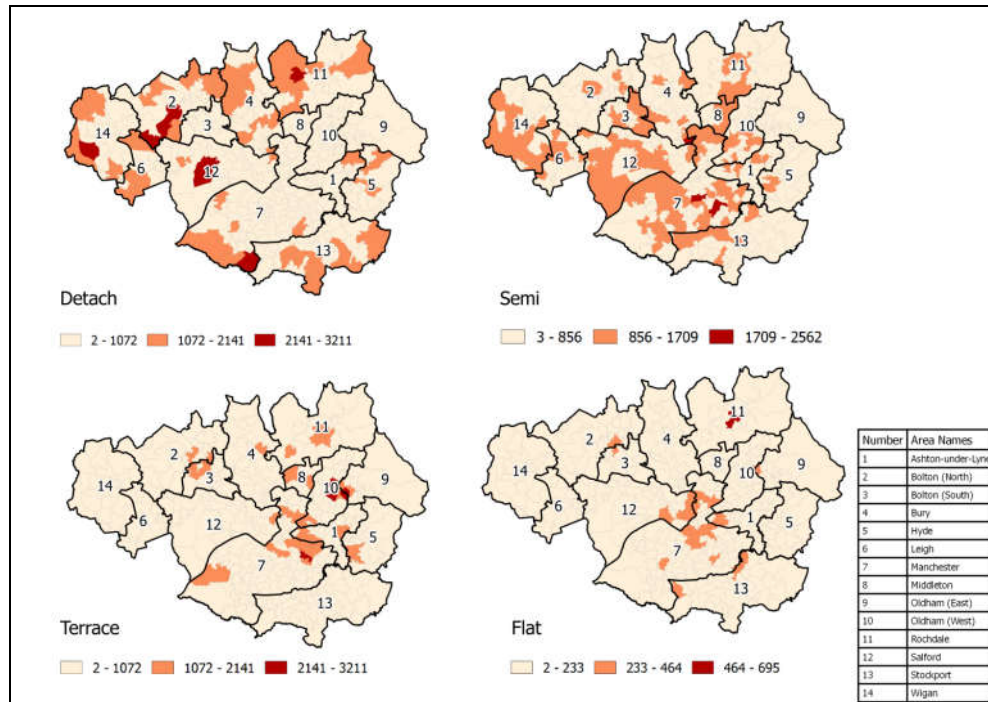 11
2
4
14
3
8
10
9
6
12
1
5
7
13
Detach
2 - 1072 1072 - 2141 2141 - 3211
11
2
4
14
3
8
10
9
6
12
1
5
7
13
Semi
3 - 856 856 - 1709 1709 - 2562
11
2
4
14
3
8
10
9
6
12
1
5
7
13
Terrace
2 - 1072 1072 - 2141 2141 - 3211
11
2
4
14
3
8
10
9
6
12
1
5
7
13
Flat
2 - 233 233 - 464 464 - 695
Number Area Names
1 Ashton-under-Lyne
2 Bolton (North)
3 Bolton (South)
4 Bury
5 Hyde
6 Leigh
7 Manchester
8 Middleton
9 Oldham (East)
10 Oldham (West)
11 Rochdale
12 Salford
13 Stockport
14 Wigan